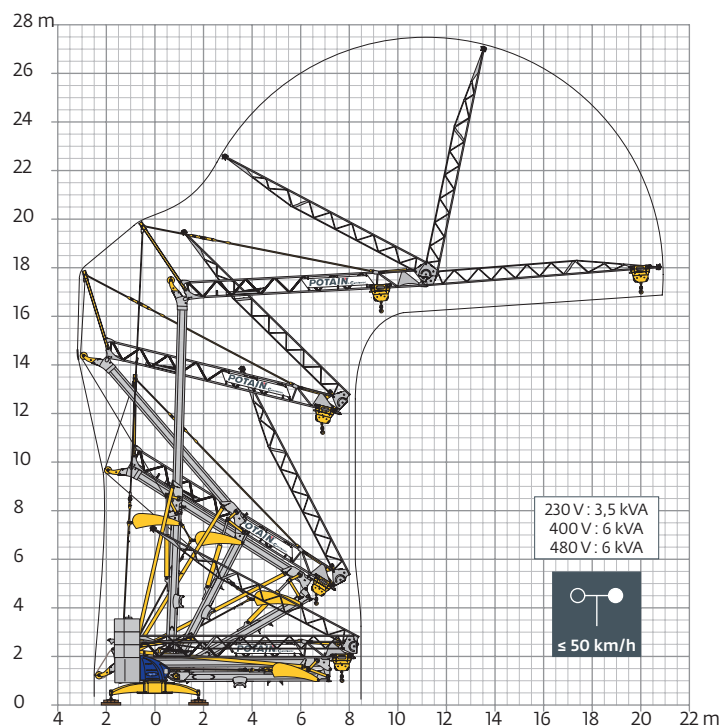 28 m
26
24
22
20
18
POTAIN
16
14
POTAIN
12
10
8
POTAIN
230 V : 3,5 kVA
400 V : 6 kVA
480 V : 6 kVA
6
4
≤ 50 km/h
2
POTAIN
0
4 2 0 2 4 6 8 10 12 14 16 18 20 22 m